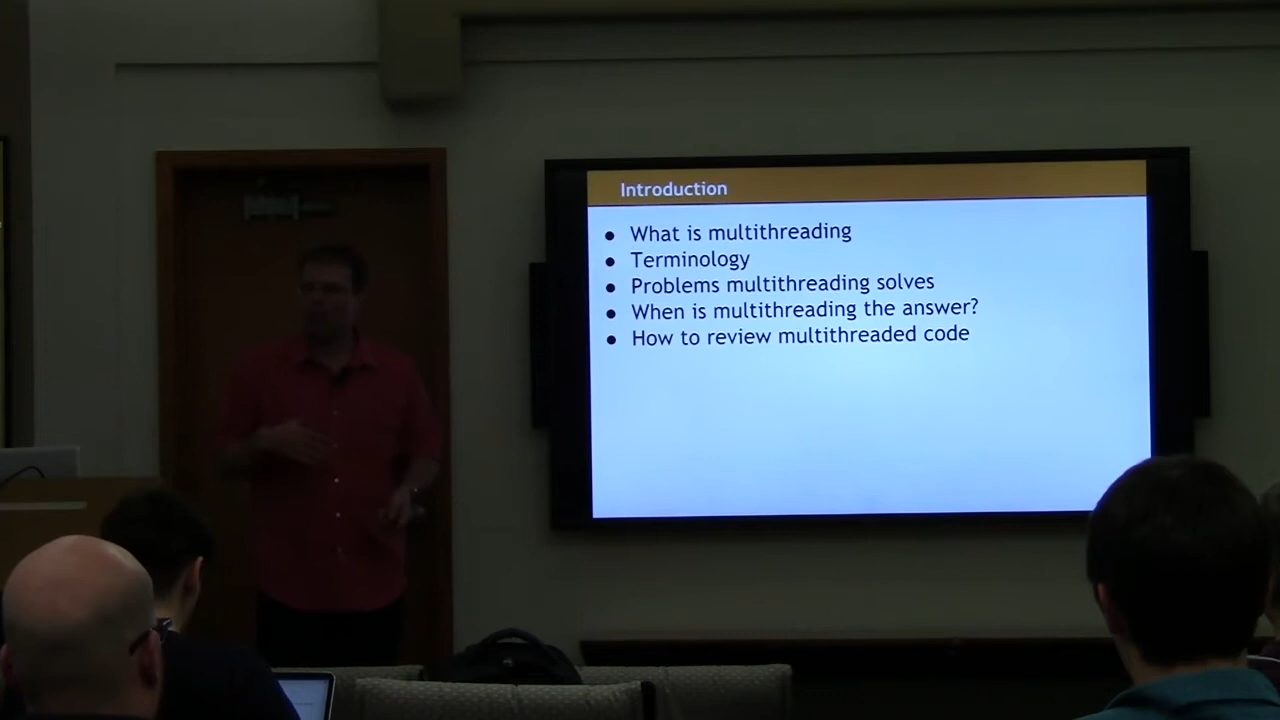 Introduction
● What is multithreading
● Terminology
● Problems multithreading solves
● When is multithreading the answer?
● How to review multithreaded code